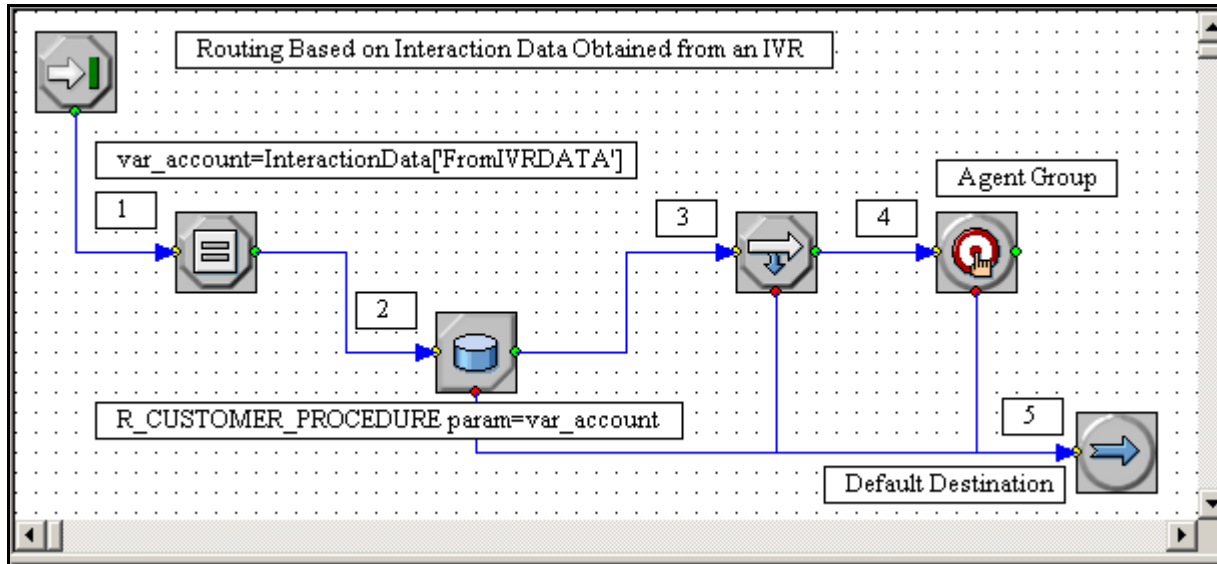 Routing Based on Interaction Data Obtained from an IVR
var_account=InteractionData['FromIVRDATA']
Agent Group
1
3
4
2
R_CUSTOMER_PROCEDURE param=var_account
5
Default Destination